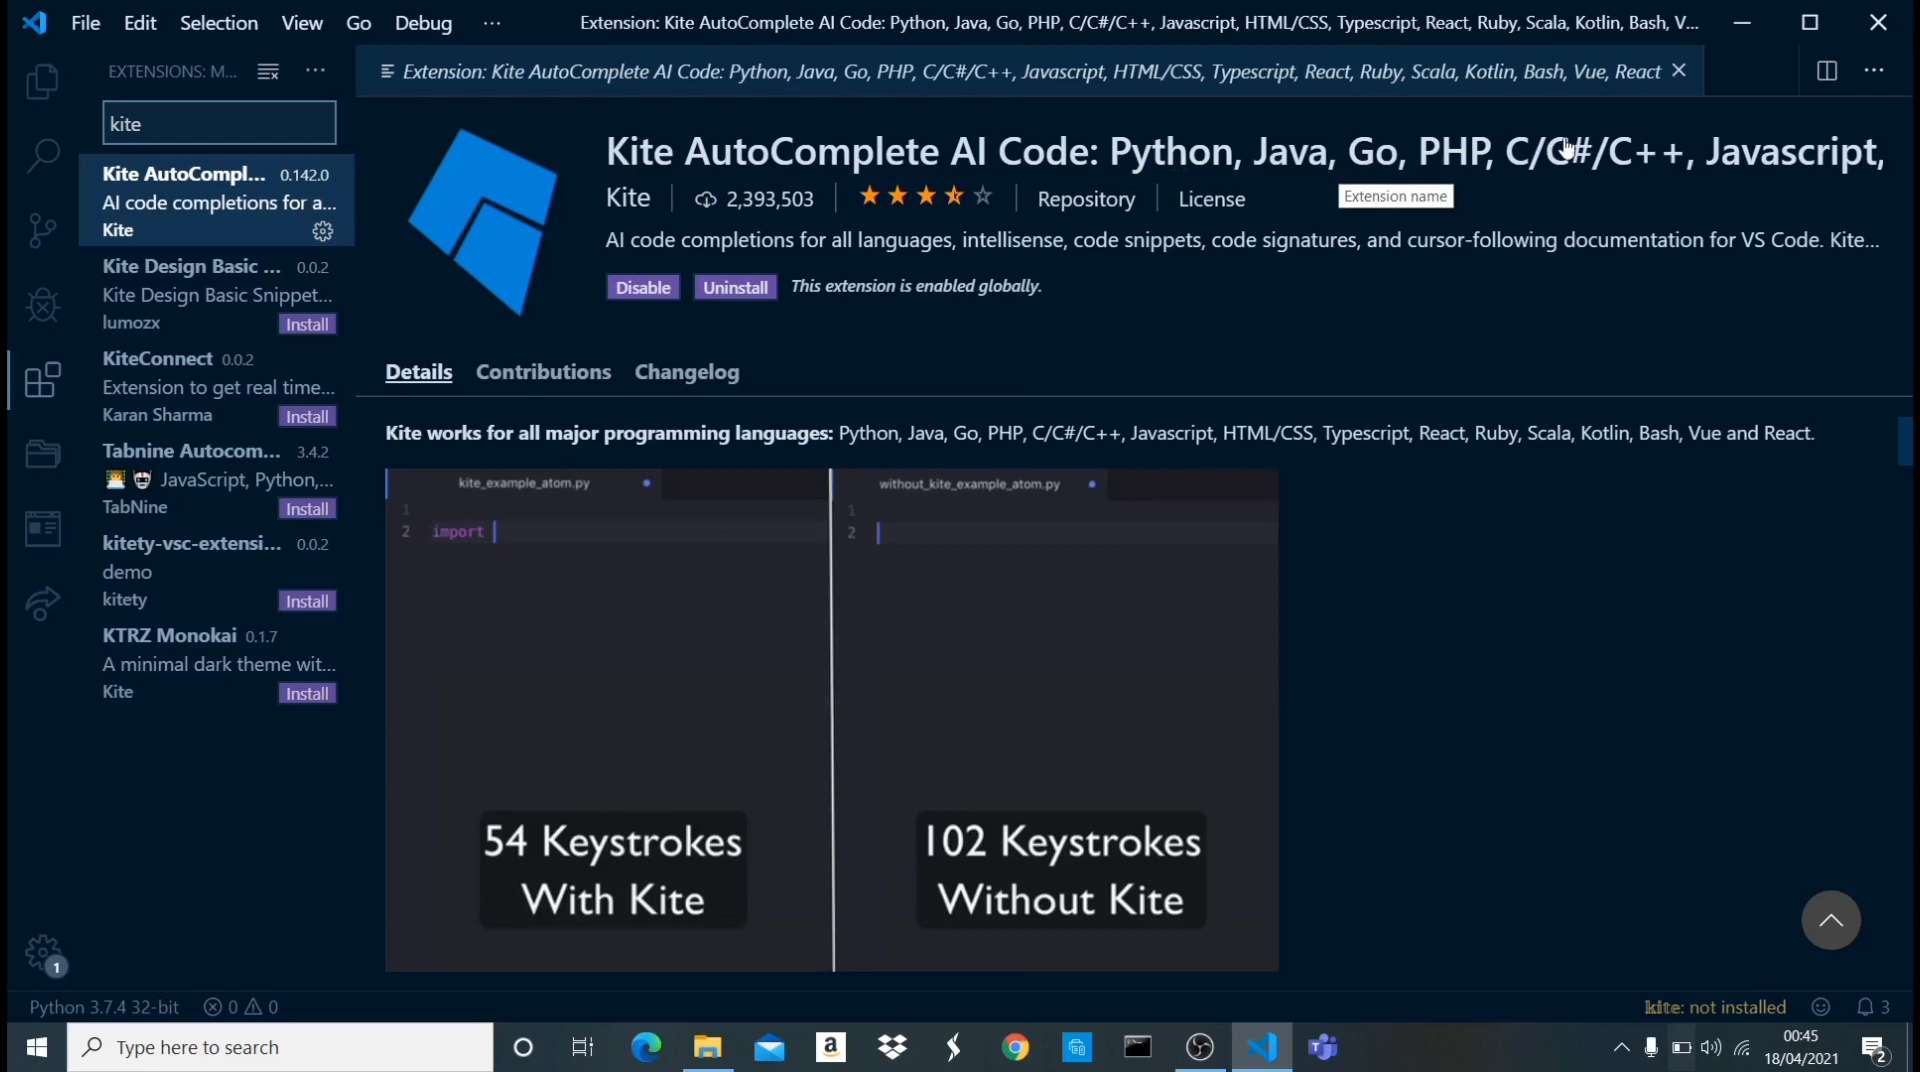 File Edit Selection View Go Debug ··· Extension: Kite AutoComplete AI Code: Python, Java, Go, PHP, C/C#/C++, Javascript, HTML/CSS, Typescript, React, Ruby, Scala, Kotlin, Bash, V...
EXTENSIONS: M...
Extension: Kite AutoComplete AI Code: Python, Java, Go, PHP, C/C#/C++, Javascript, HTML/CSS, Typescript, React, Ruby, Scala, Kotlin, Bash, Vue, React
kite
Kite AutoCompl... 0.142.0
AI code completions for a...
Kite
Kite Design Basic ... 0.0.2
Kite Design Basic Snippet...
lumozx Install
KiteConnect 0.0.2
Extension to get real time...
Karan Sharma Install
Tabnine Autocom... 3.4.2
JavaScript, Python,...
TabNine Install
kitety-vsc-extensi... 0.0.2
demo
kitety Install
KTRZ Monokai 0.1.7
A minimal dark theme wit...
Kite Install
Kite AutoComplete AI Code: Python, Java, Go, PHP, C/C#/C++, Javascript,
Kite 2,393,503 Repository License
Extension name
AI code completions for all languages, intellisense, code snippets, code signatures, and cursor-following documentation for VS Code. Kite...
Disable Uninstall This extension is enabled globally.
Details Contributions Changelog
Kite works for all major programming languages: Python, Java, Go, PHP, C/C#/C++, Javascript, HTML/CSS, Typescript, React, Ruby, Scala, Kotlin, Bash, Vue and React.
kite_example_atom.py
1
2 import
54 Keystrokes
With Kite
without_kite_example_atom.py
1
2
102 Keystrokes
Without Kite
1
Python 3.7.4 32-bit 0 0
kite: not installed 3
Type here to search
00:45
18/04/2021
2